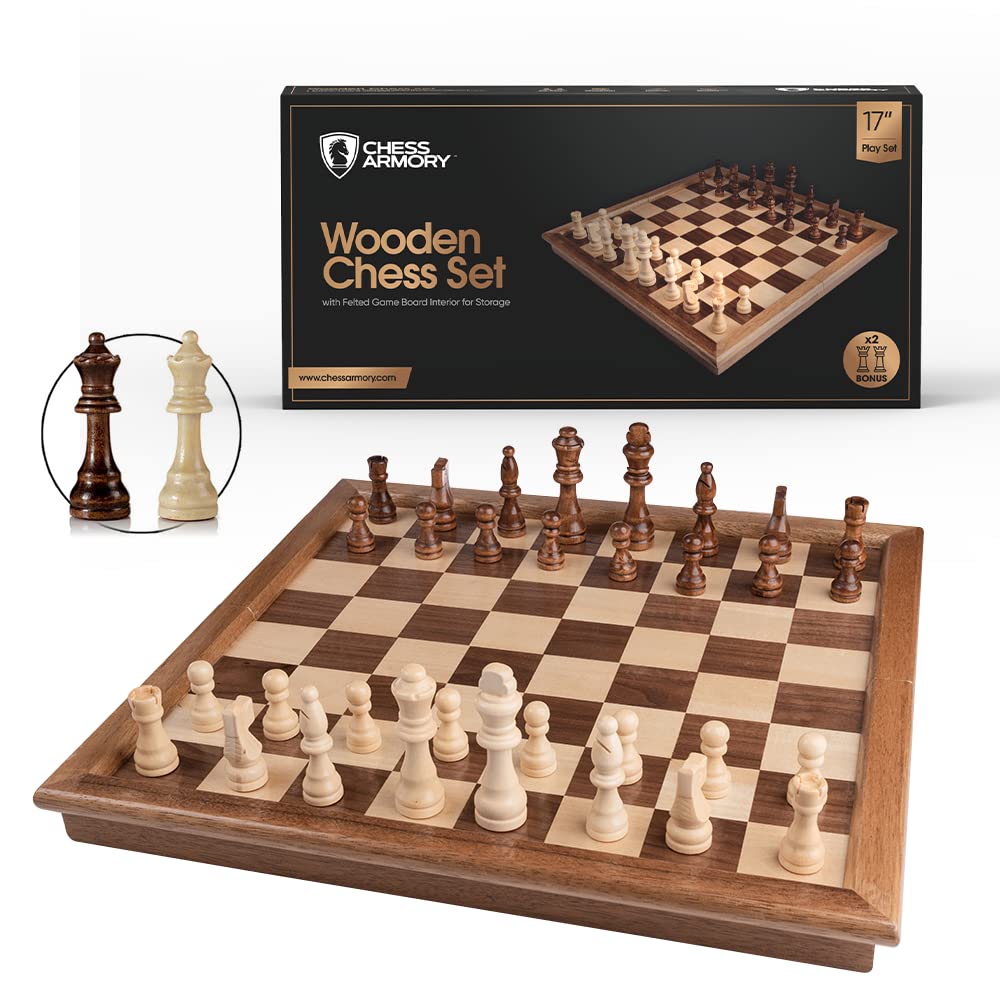 CHESS
ARMORY™
17"
Play Set
Wooden
Chess Set
with Felted Game Board Interior for Storage
x2
BONUS
www.chessarmory.com